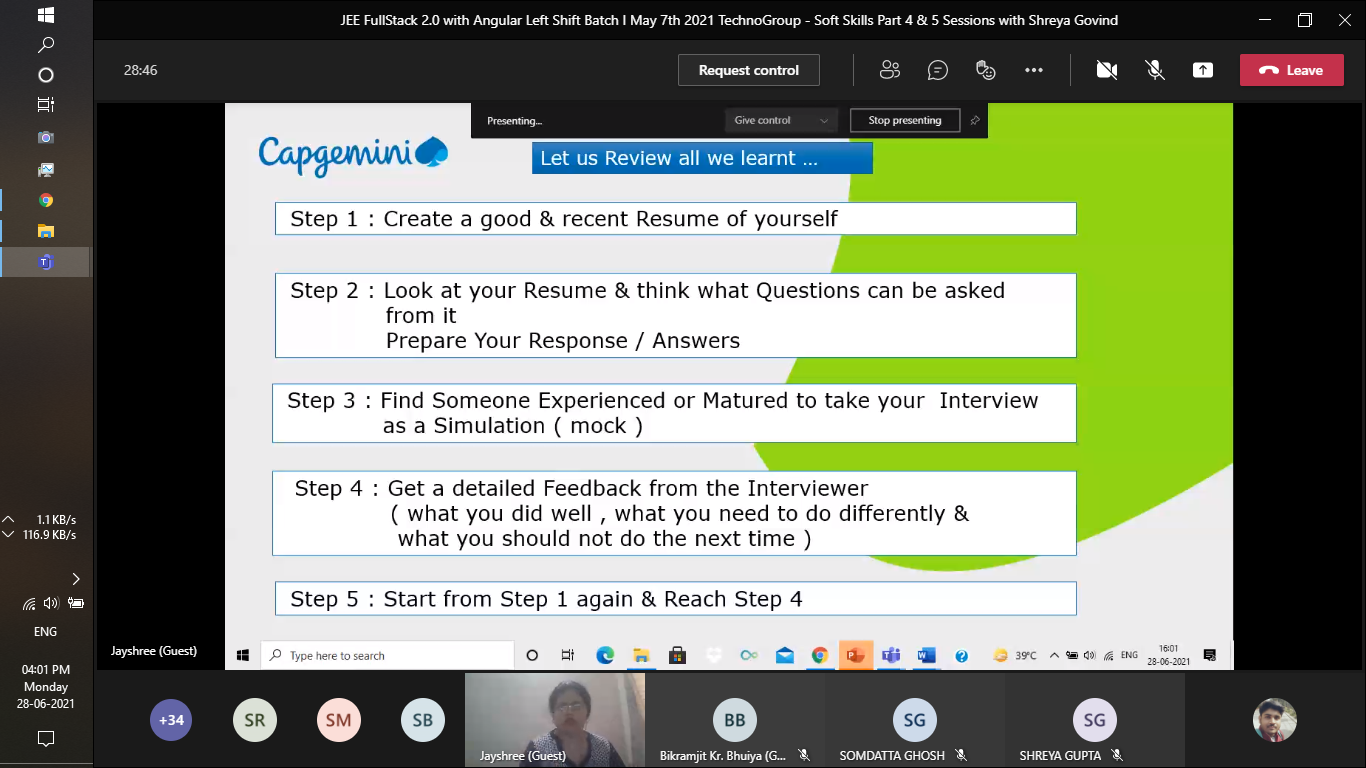 JEE FullStack 2.0 with Angular Left Shift Batch I May 7th 2021 TechnoGroup - Soft Skills Part 4 & 5 Sessions with Shreya Govind
28:46
Request control
Leave
Presenting...
Give control
Stop presenting
Capgemini
Let us Review all we learnt ...
Step 1 : Create a good & recent Resume of yourself
Step 2 : Look at your Resume & think what Questions can be asked
from it
Prepare Your Response / Answers
Step 3 : Find Someone Experienced or Matured to take your Interview
as a Simulation ( mock )
Step 4 : Get a detailed Feedback from the Interviewer
( what you did well , what you need to do differently &
what you should not do the next time )
Step 5 : Start from Step 1 again & Reach Step 4
Jayshree (Guest)
Type here to search
39°C
ENG
16:01
28-06-2021
1.1 KB/s
116.9 KB/s
ENG
04:01 PM
Monday
28-06-2021
+34
SR
SM
SB
Jayshree (Guest)
BB
Bikramjit Kr. Bhuiya (G...
SG
SOMDATTA GHOSH
SG
SHREYA GUPTA